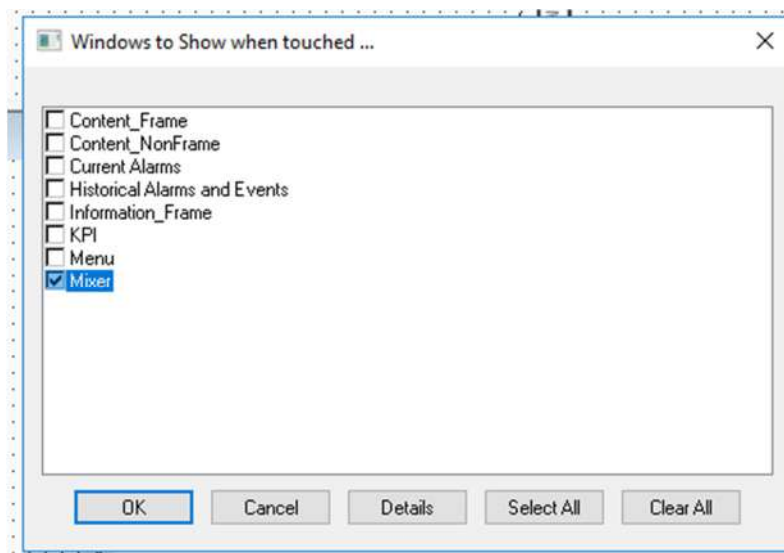 Windows to Show when touched ...
Content_Frame
Content_NonFrame
Current Alarms
Historical Alarms and Events
Information_Frame
KPI
Menu
Mixer
OK Cancel Details Select All Clear All